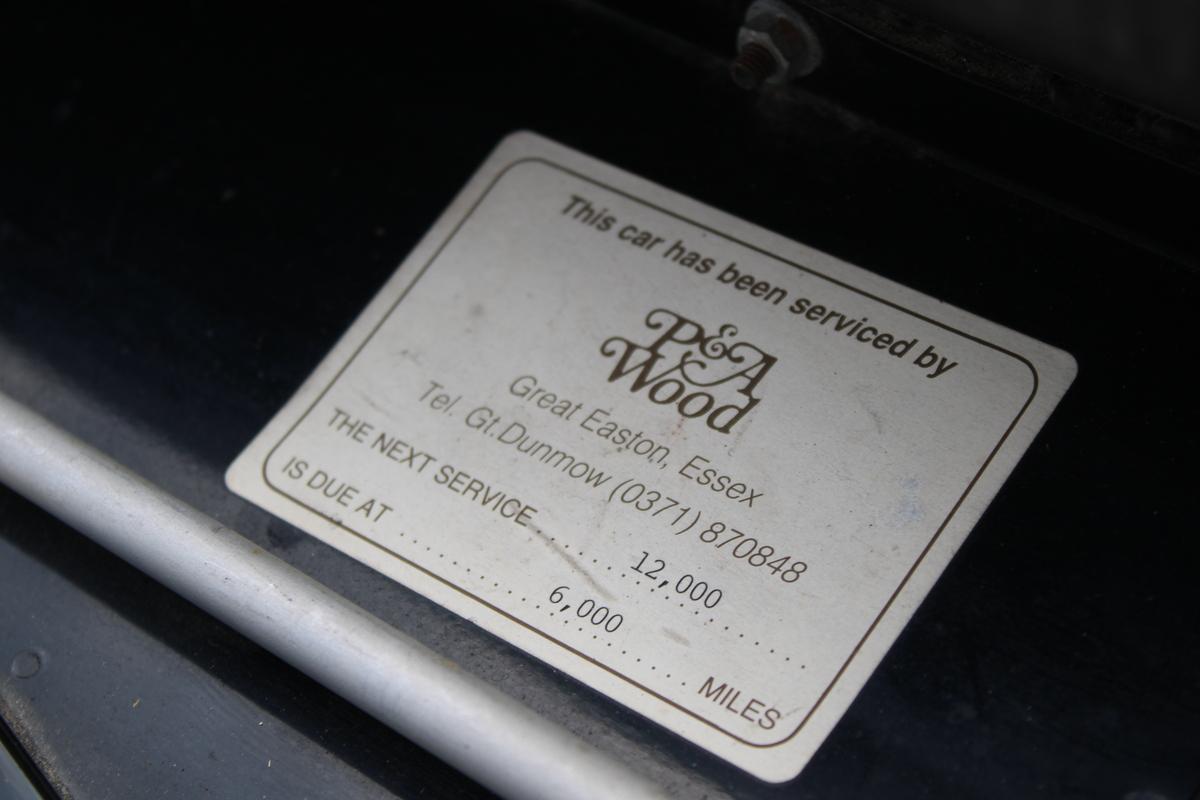 This car has been serviced by
P&A
Wood
Great Easton, Essex
Tel. Gt.Dunmow (0371) 870848
THE NEXT SERVICE.......12,000.......
IS DUE AT ............6,000............MILES